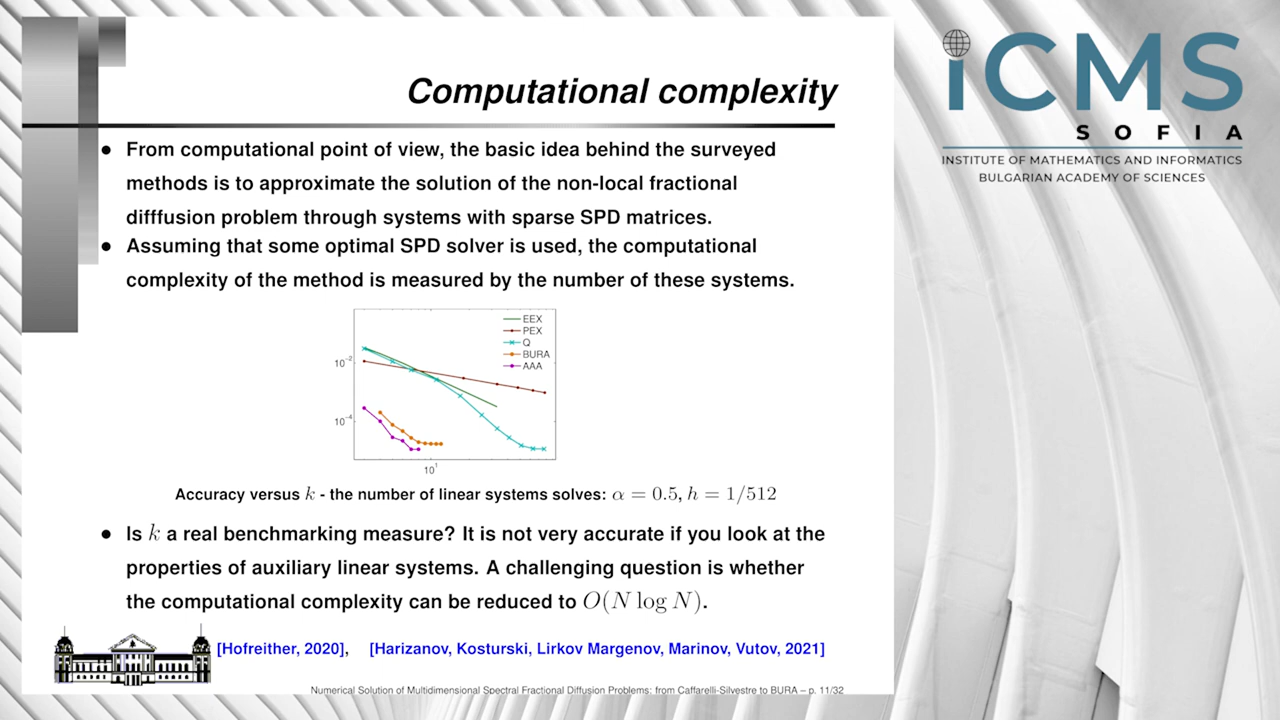 iCMS
SOFIA
INSTITUTE OF MATHEMATICS AND INFORMATICS
BULGARIAN ACADEMY OF SCIENCES
Computational complexity
• From computational point of view, the basic idea behind the surveyed
methods is to approximate the solution of the non-local fractional
difffusion problem through systems with sparse SPD matrices.
• Assuming that some optimal SPD solver is used, the computational
complexity of the method is measured by the number of these systems.
EEX
PEX
Q
BURA
AAA
10⁻²
10⁻⁴
10¹
Accuracy versus k - the number of linear systems solves: α = 0.5, h = 1/512
• Is k a real benchmarking measure? It is not very accurate if you look at the
properties of auxiliary linear systems. A challenging question is whether
the computational complexity can be reduced to O(N log N).
[Hofreither, 2020], [Harizanov, Kosturski, Lirkov Margenov, Marinov, Vutov, 2021]
Numerical Solution of Multidimensional Spectral Fractional Diffusion Problems: from Caffarelli-Silvestre to BURA – p. 11/32